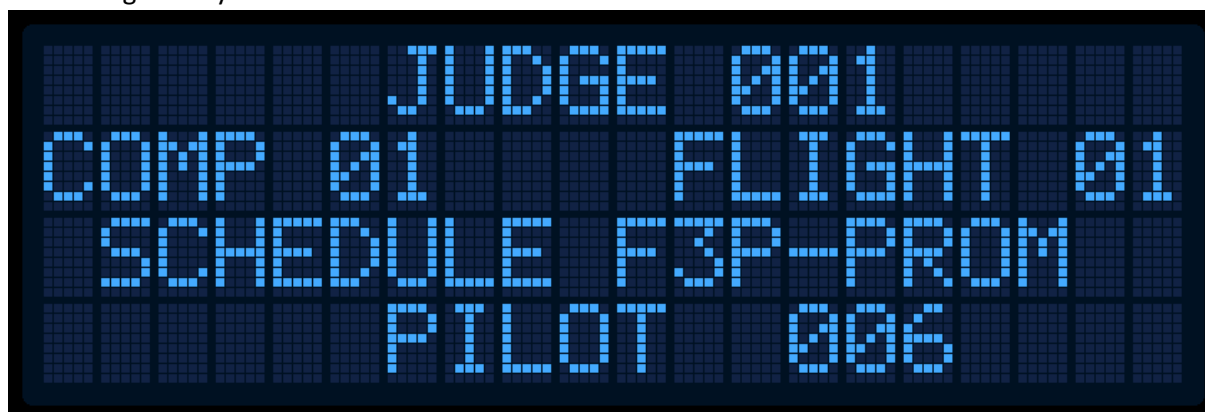 JUDGE 001
COMP 01 FLIGHT 01
SCHEDULE F3P-PROM
PILOT 006